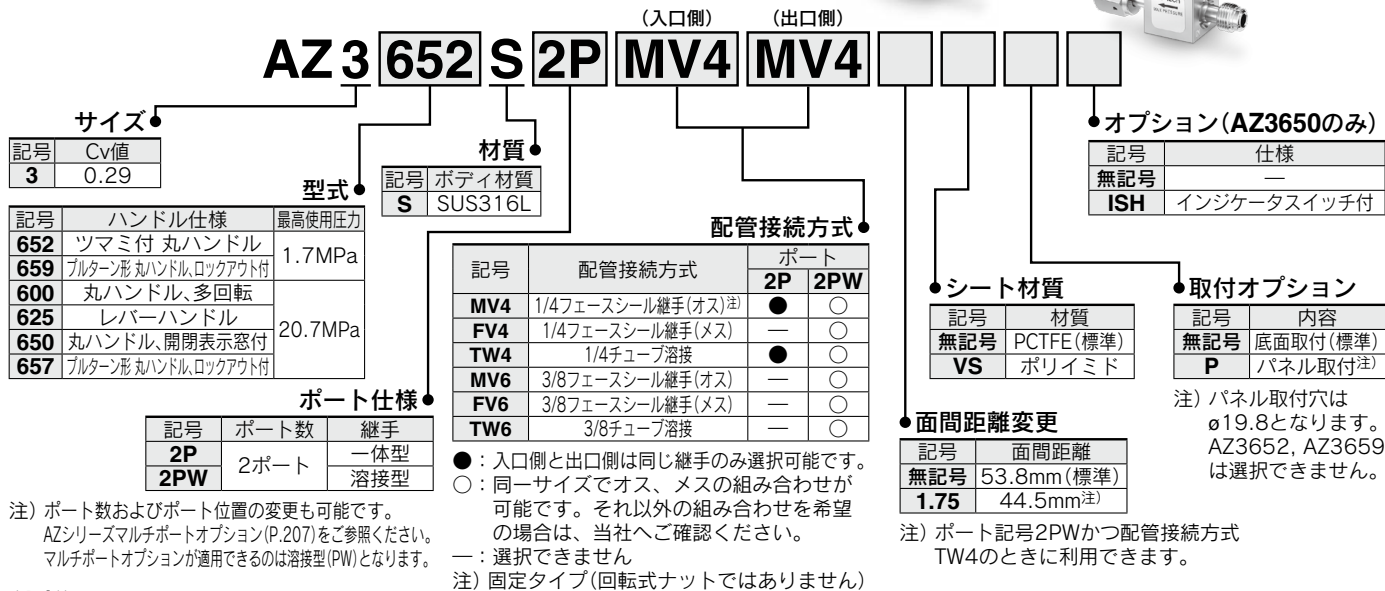 (入口側) (出口側)
AZ 3 652 S 2P MV4 MV4
サイズ
記号 Cv値
3 0.29
型式
記号 ハンドル仕様 最高使用圧力
652 ツマミ付 丸ハンドル 1.7MPa
659 プルターン形 丸ハンドル、ロックアウト付
600 丸ハンドル、多回転 20.7MPa
625 レバーハンドル
650 丸ハンドル、開閉表示窓付
657 プルターン形 丸ハンドル、ロックアウト付
材質
記号 ボディ材質
S SUS316L
ポート仕様
記号 ポート数 継手
2P 2ポート 一体型
2PW 溶接型
注) ポート数およびポート位置の変更も可能です。
AZシリーズマルチポートオプション(P.207)をご参照ください。
マルチポートオプションが適用できるのは溶接型(PW)となります。
配管接続方式
記号 配管接続方式 ポート
2P 2PW
MV4 1/4フェースシール継手(オス)注) ● ○
FV4 1/4フェースシール継手(メス) — ○
TW4 1/4チューブ溶接 ● ○
MV6 3/8フェースシール継手(オス) — ○
FV6 3/8フェースシール継手(メス) — ○
TW6 3/8チューブ溶接 — ○
●:入口側と出口側は同じ継手のみ選択可能です。
○:同一サイズでオス、メスの組み合わせが
可能です。それ以外の組み合わせを希望
の場合は、当社へご確認ください。
—:選択できません
注) 固定タイプ(回転式ナットではありません)
面間距離変更
記号 面間距離
無記号 53.8mm(標準)
1.75 44.5mm注)
注) ポート記号2PWかつ配管接続方式
TW4のときに利用できます。
シート材質
記号 材質
無記号 PCTFE(標準)
VS ポリイミド
取付オプション
記号 内容
無記号 底面取付(標準)
P パネル取付注)
注) パネル取付穴は
ø19.8となります。
AZ3652, AZ3659
は選択できません。
オプション(AZ3650のみ)
記号 仕様
無記号 —
ISH インジケータスイッチ付